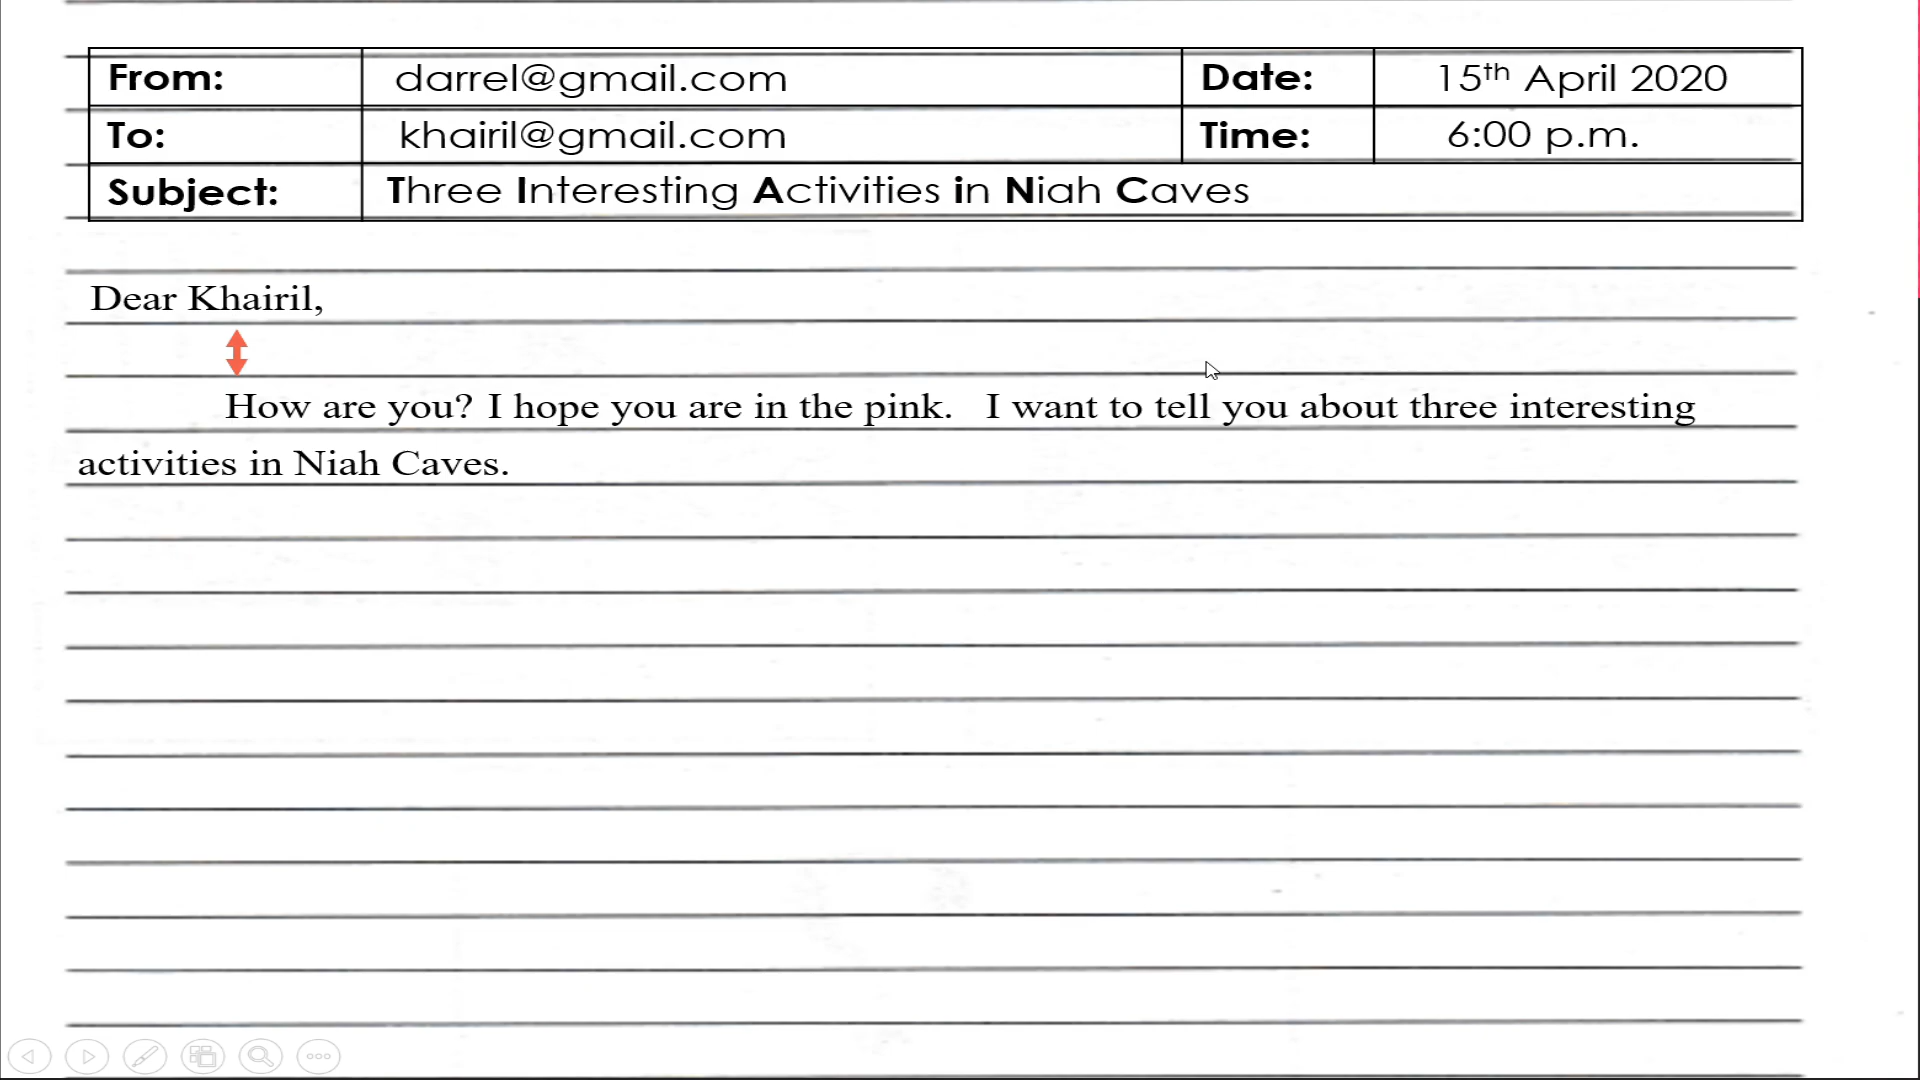 From: darrel@gmail.com Date: 15th April 2020
To: khairil@gmail.com Time: 6:00 p.m.
Subject: Three Interesting Activities in Niah Caves
Dear Khairil,
How are you? I hope you are in the pink. I want to tell you about three interesting
activities in Niah Caves.